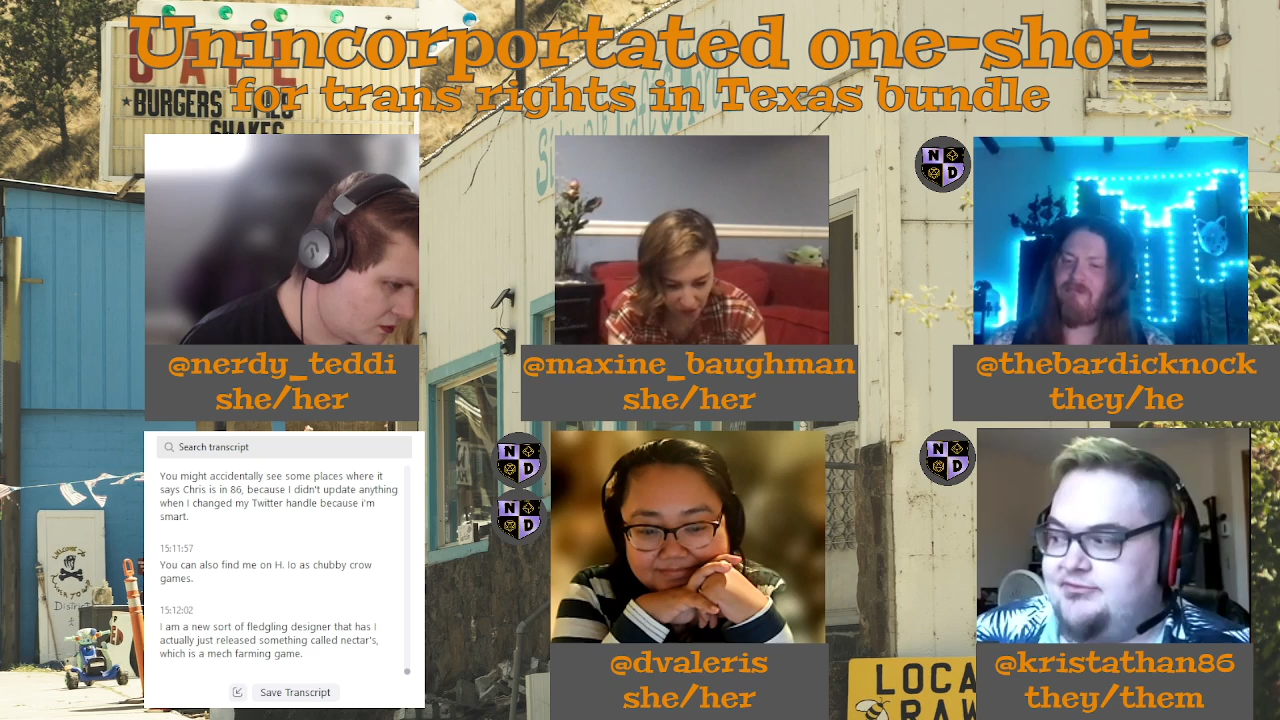 Unincorportated one-shot
for trans rights in Texas bundle
CAFE
★BURGERS PIES
SHAKES
N
D
@nerdy_teddi
she/her
@maxine_baughman
she/her
@thebardicknock
they/he
Search transcript
You might accidentally see some places where it
says Chris is in 86, because I didn't update anything
when I changed my Twitter handle because i'm
smart.
15:11:57
You can also find me on H. Io as chubby crow
games.
15:12:02
I am a new sort of fledgling designer that has I
actually just released something called nectar's,
which is a mech farming game.
Save Transcript
N
D
N
D
N
D
@dvaleris
she/her
@kristathan86
they/them
WELCOME
District
LOCA
RAW